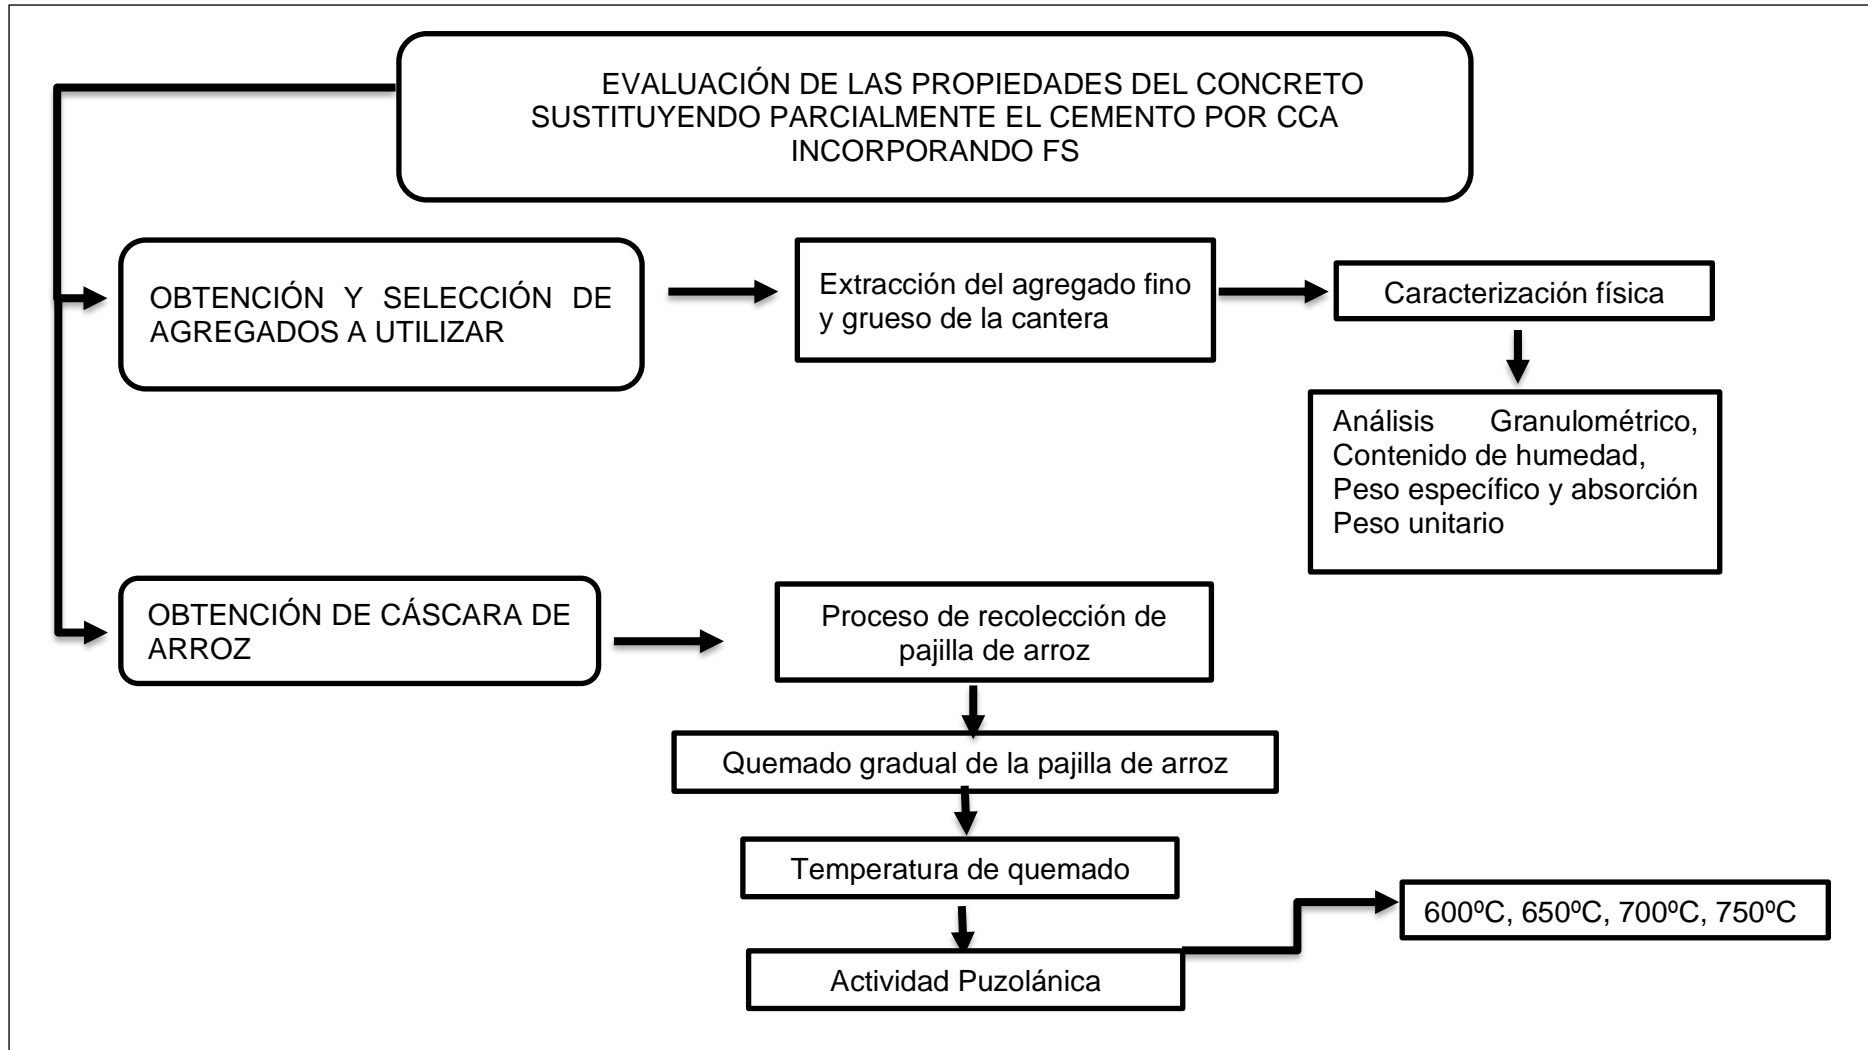 EVALUACIÓN DE LAS PROPIEDADES DEL CONCRETO
SUSTITUYENDO PARCIALMENTE EL CEMENTO POR CCA
INCORPORANDO FS
OBTENCIÓN Y SELECCIÓN DE
AGREGADOS A UTILIZAR
Extracción del agregado fino
y grueso de la cantera
Caracterización física
Análisis Granulométrico,
Contenido de humedad,
Peso específico y absorción
Peso unitario
OBTENCIÓN DE CÁSCARA DE
ARROZ
Proceso de recolección de
pajilla de arroz
Quemado gradual de la pajilla de arroz
Temperatura de quemado
600ºC, 650ºC, 700ºC, 750ºC
Actividad Puzolánica